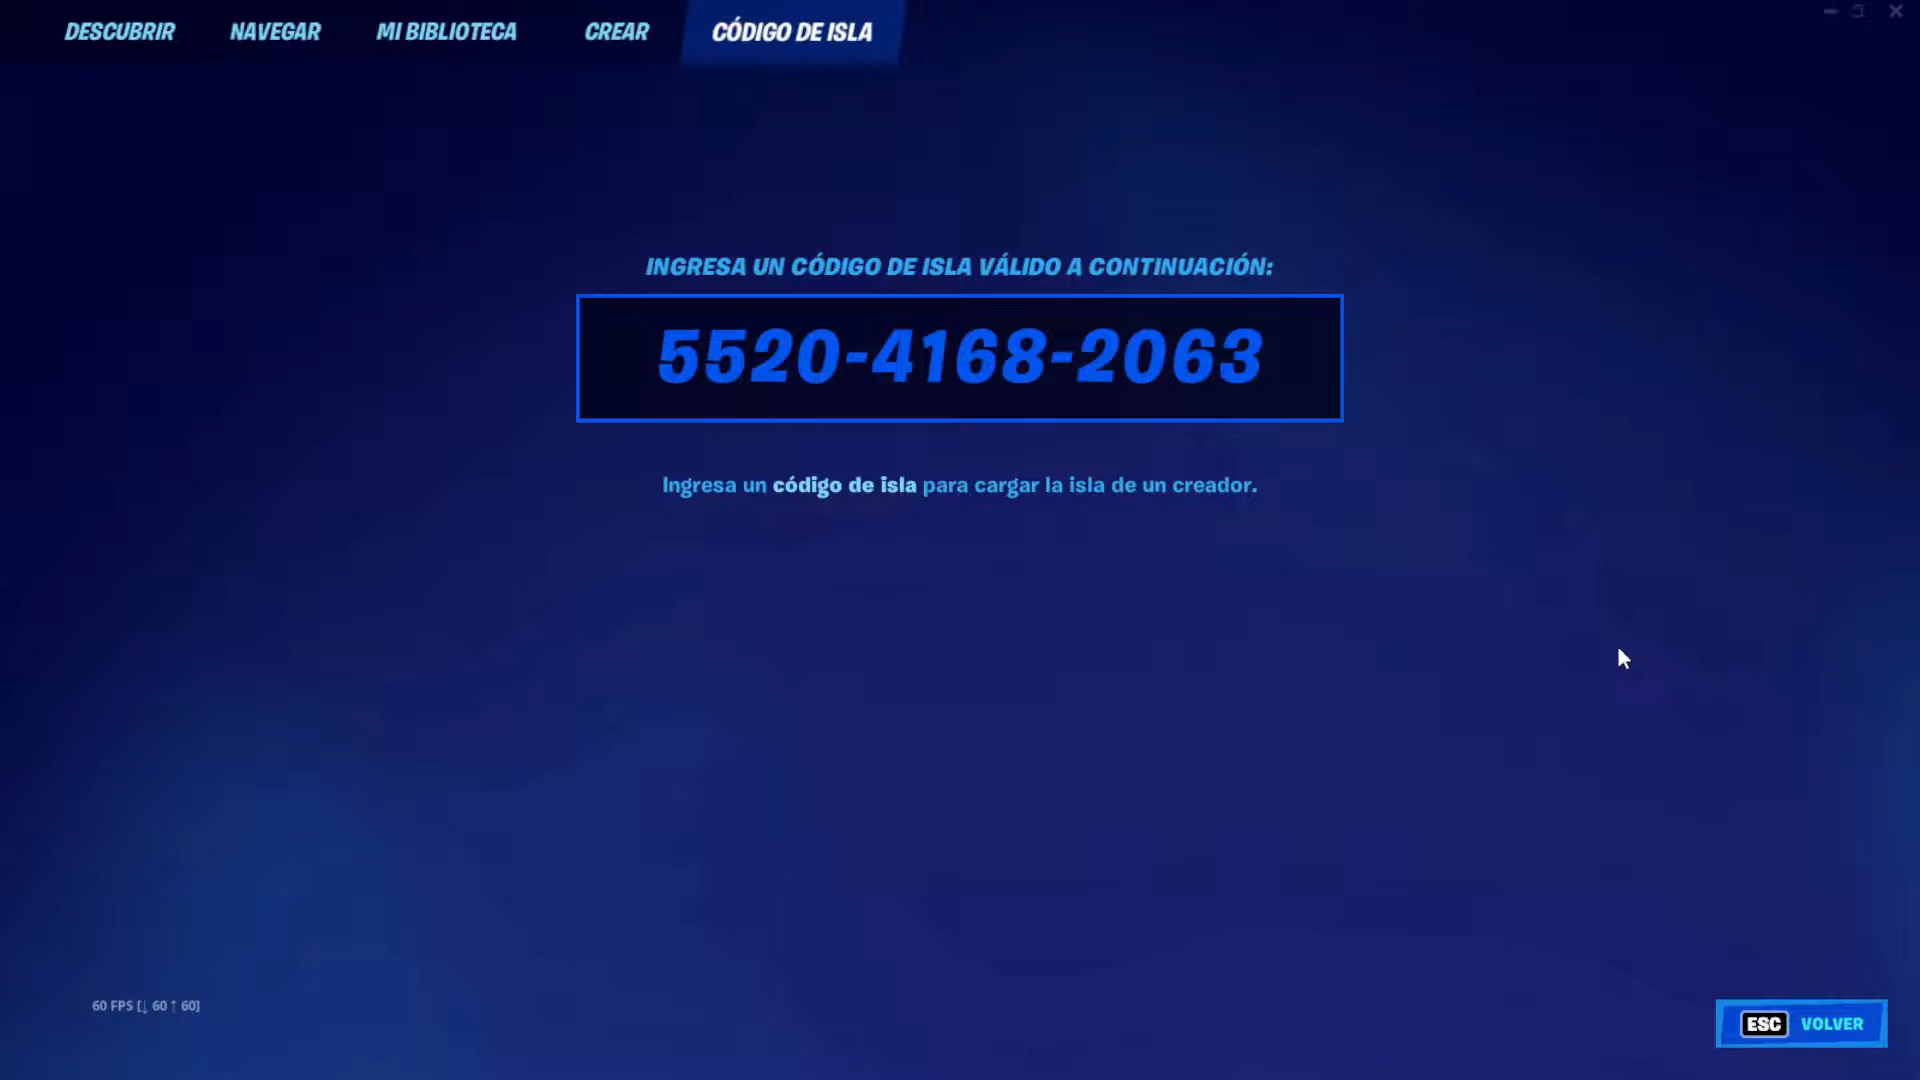 DESCUBRIR NAVEGAR MI BIBLIOTECA CREAR CÓDIGO DE ISLA
INGRESA UN CÓDIGO DE ISLA VÁLIDO A CONTINUACIÓN:
5520-4168-2063
Ingresa un código de isla para cargar la isla de un creador.
60 FPS [↓ 60 ↑ 60]
ESC VOLVER